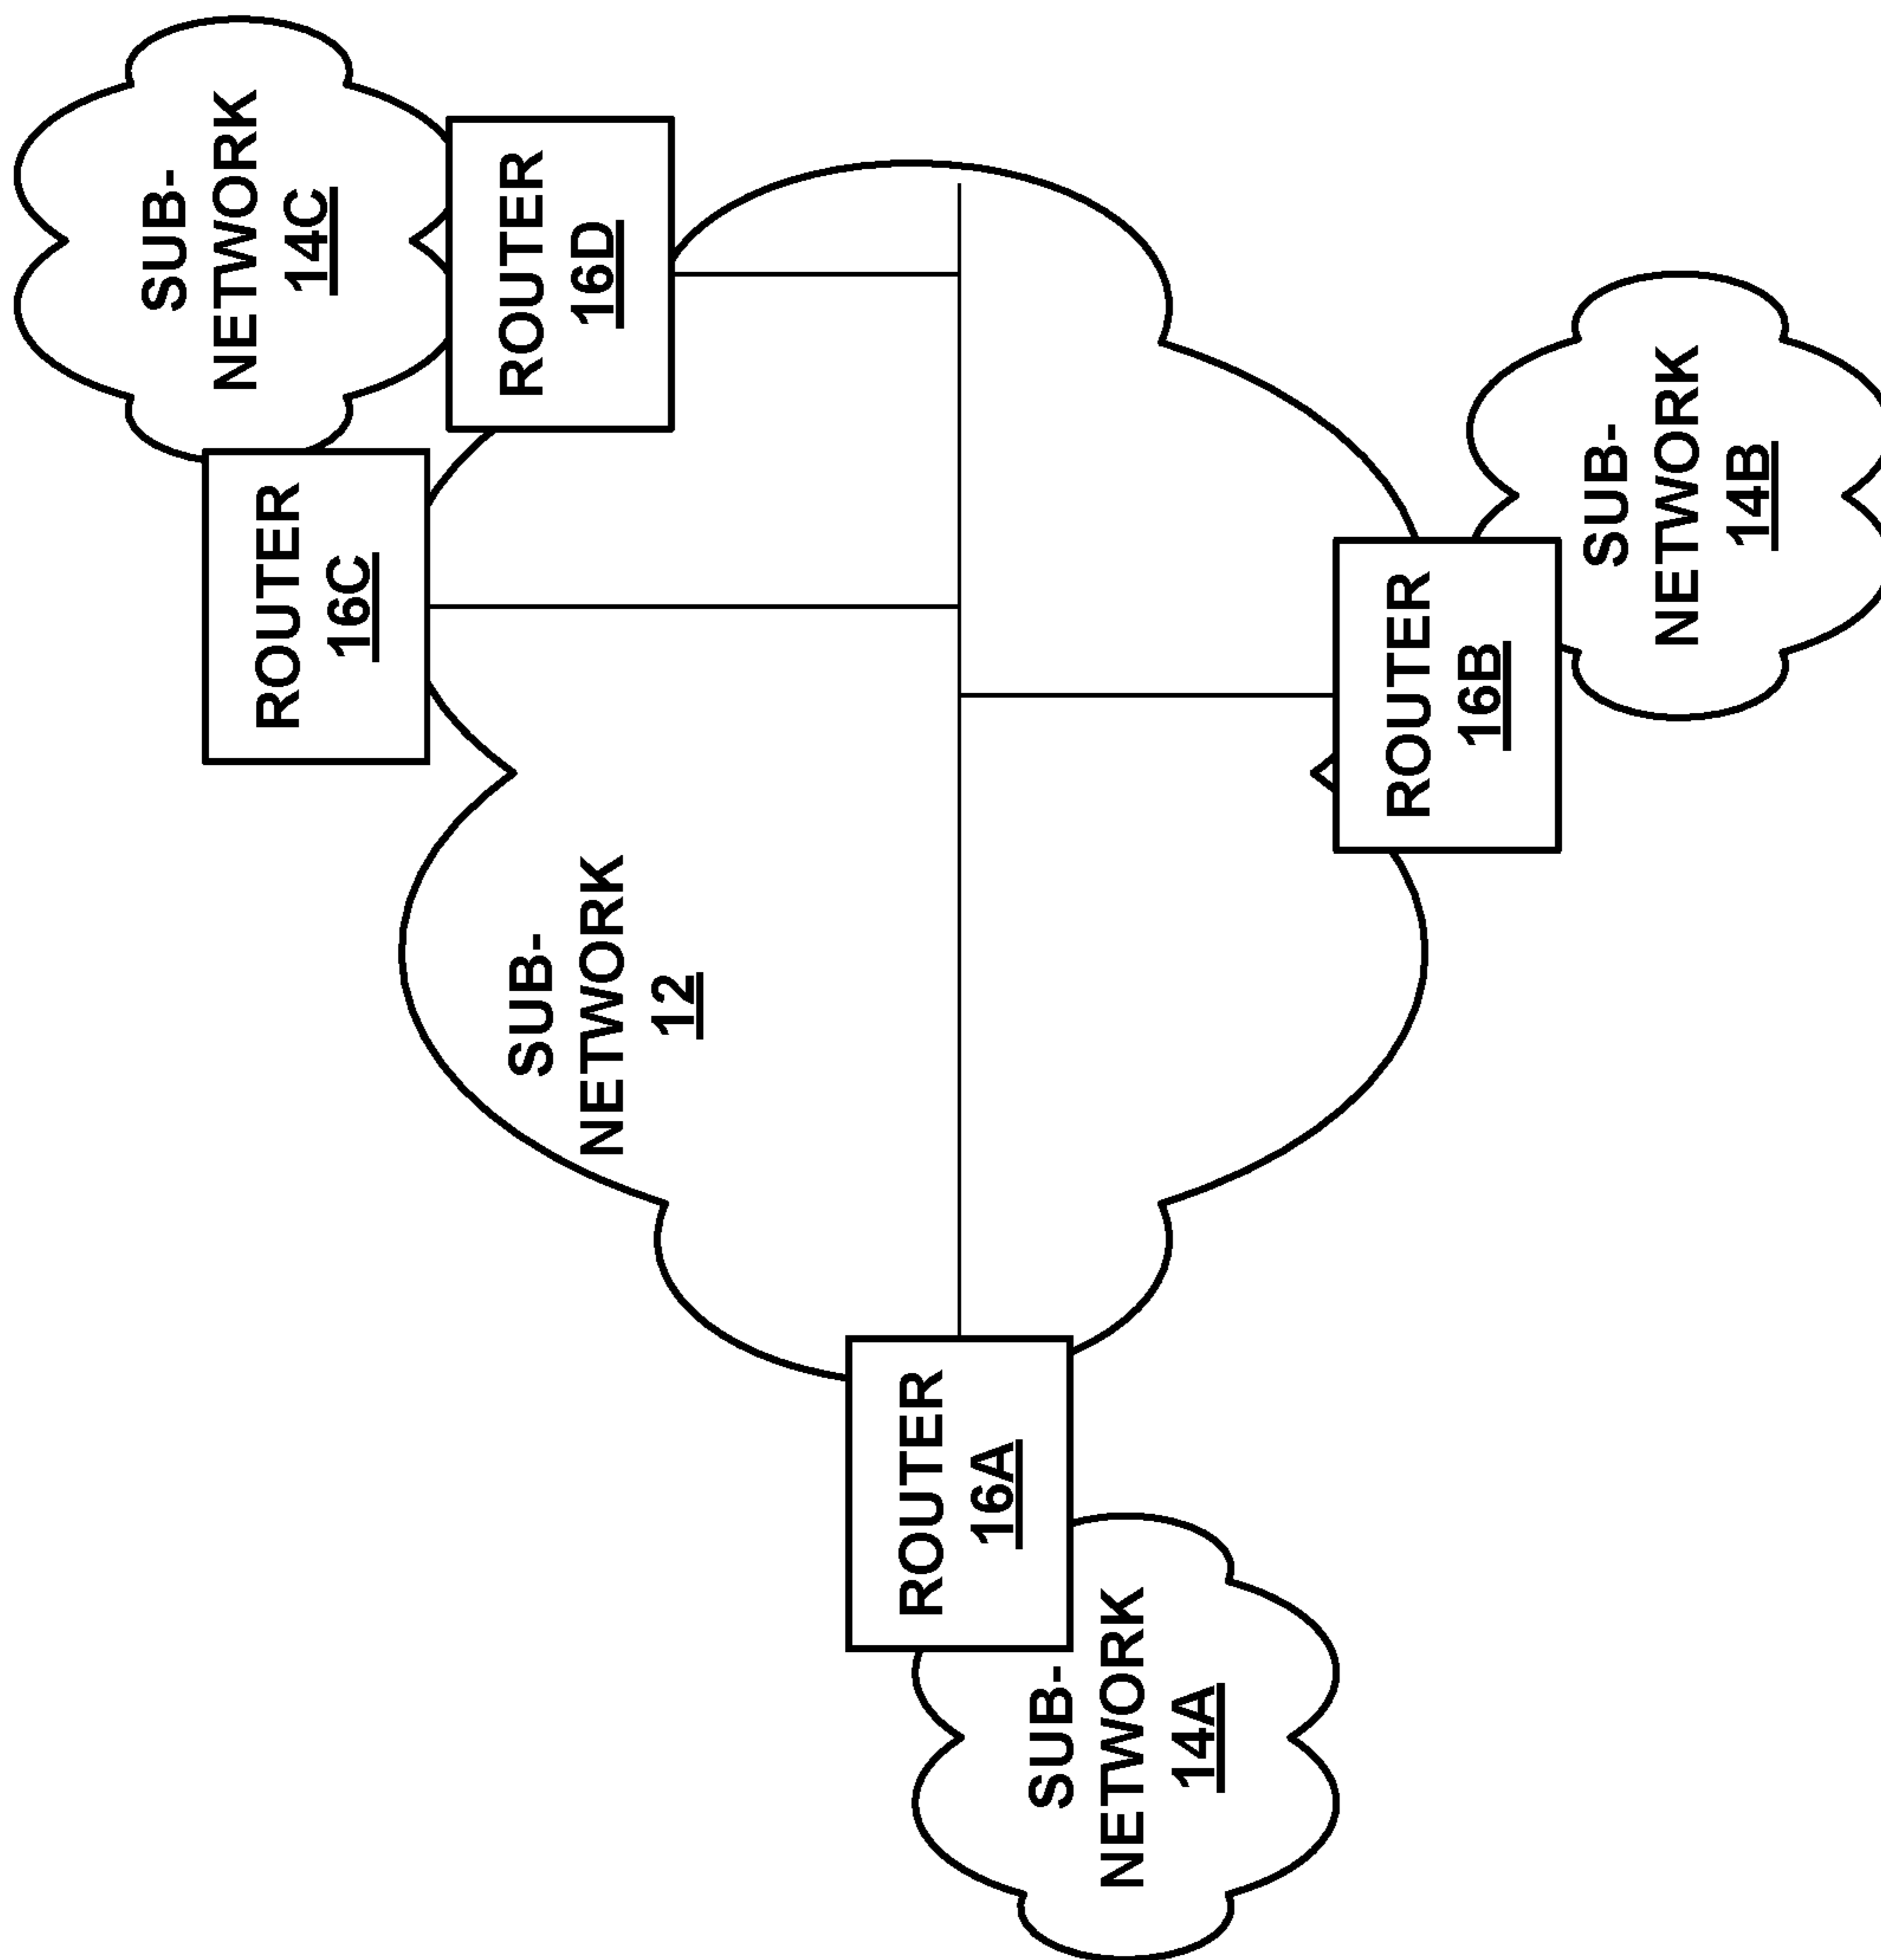 SUB-
NETWORK
14A
ROUTER
16A
SUB-
NETWORK
12
ROUTER
16C
SUB-
NETWORK
14C
ROUTER
16D
ROUTER
16B
SUB-
NETWORK
14B